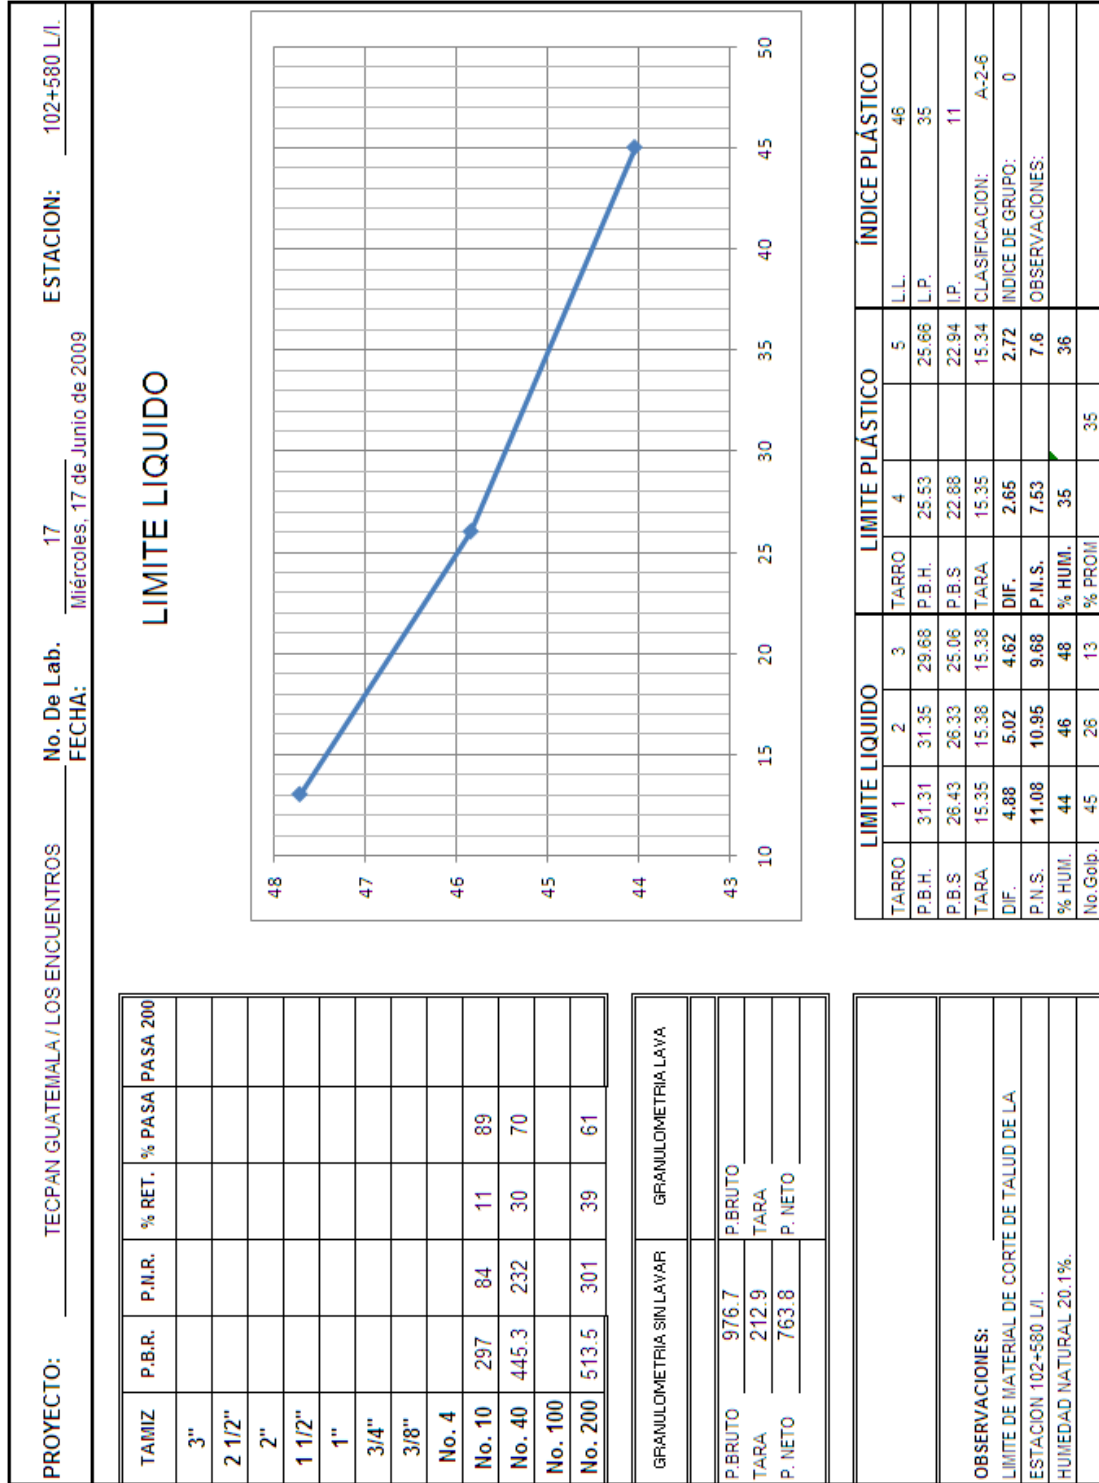 PROYECTO: TECPAN GUATEMALA / LOS ENCUENTROS No. De Lab. 17 ESTACION: 102+580 L/I.
FECHA: Miércoles, 17 de Junio de 2009
TAMIZ P.B.R. P.N.R. % RET. % PASA PASA 200
3"
2 1/2"
2"
1 1/2"
1"
3/4"
3/8"
No. 4
No. 10 297 84 11 89
No. 40 445.3 232 30 70
No. 100
No. 200 513.5 301 39 61
GRANULOMETRIA SIN LAVAR GRANULOMETRIA LAVA
P.BRUTO 976.7 P.BRUTO
TARA 212.9 TARA
P. NETO 763.8 P. NETO
OBSERVACIONES:
LIMITE DE MATERIAL DE CORTE DE TALUD DE LA
ESTACION 102+580 L/I .
HUMEDAD NATURAL 20.1%.
LIMITE LIQUIDO
48
47
46
45
44
43
10 15 20 25 30 35 40 45 50
LIMITE LIQUIDO LIMITE PLÁSTICO ÍNDICE PLÁSTICO
TARRO 1 2 3 TARRO 4 5 L.L. 46
P.B.H. 31.31 31.35 29.68 P.B.H. 25.53 25.66 L.P. 35
P.B.S 26.43 26.33 25.06 P.B.S 22.88 22.94 I.P. 11
TARA 15.35 15.38 15.38 TARA 15.35 15.34 CLASIFICACION: A-2-6
DIF. 4.88 5.02 4.62 DIF. 2.65 2.72 INDICE DE GRUPO: 0
P.N.S. 11.08 10.95 9.68 P.N.S. 7.53 7.6 OBSERVACIONES:
% HUM. 44 46 48 % HUM. 35 36
No.Golp. 45 26 13 % PROM 35